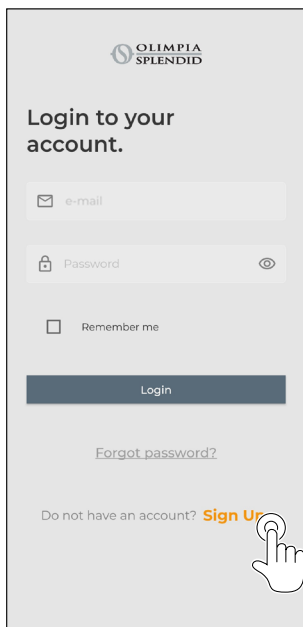 OLIMPIA
SPLENDID
Login to your
account.
e-mail
Password
Remember me
Login
Forgot password?
Do not have an account? Sign Up